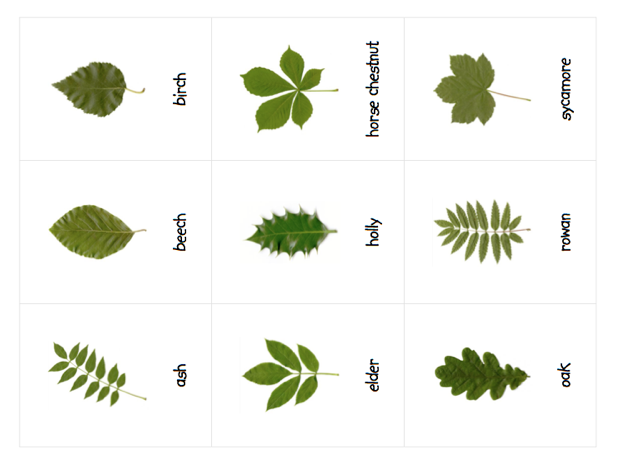 birch
horse chestnut
sycamore
beech
holly
rowan
ash
elder
oak